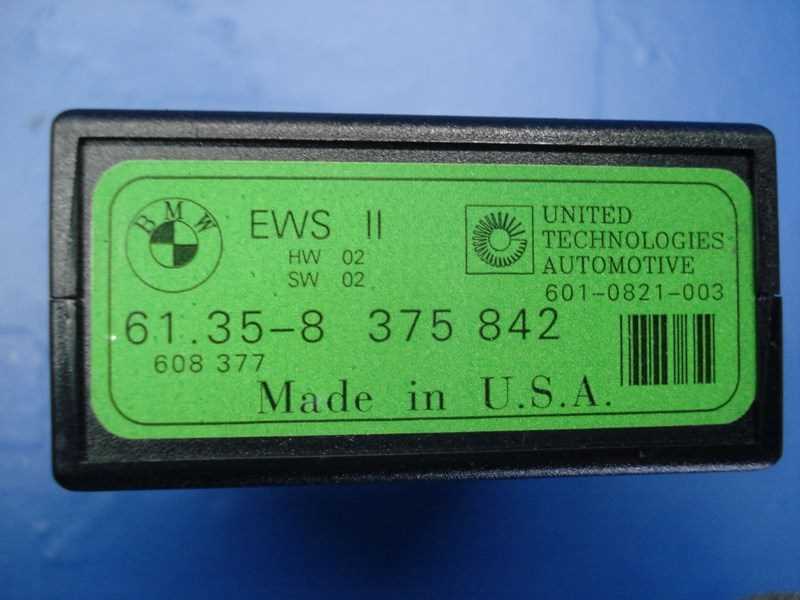 BMW
EWS II
HW 02
SW 02
UNITED
TECHNOLOGIES
AUTOMOTIVE
601-0821-003
61.35-8 375 842
608 377
Made in U.S.A.